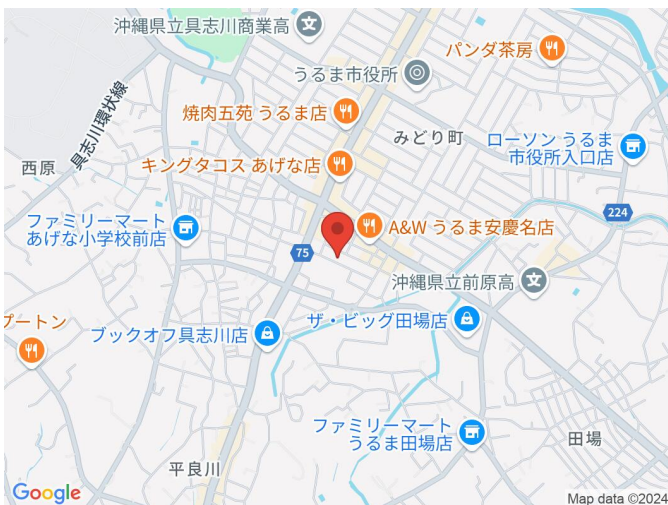 沖縄県立具志川商業高
パンダ茶房
うるま市役所
具志川環状線
焼肉五苑 うるま店
みどり町
ローソン うるま
市役所入口店
西原
キングタコス あげな店
ファミリーマート
あげな小学校前店
224
A&W うるま安慶名店
75
沖縄県立前原高
プートン
ブックオフ具志川店
ザ・ビッグ田場店
ファミリーマート
うるま田場店
田場
平良川
Google
Map data ©2024